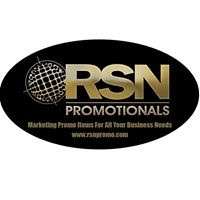 RSN
PROMOTIONALS
Marketing Promo Items For All Your Business Needs
www.rsnpromo.com